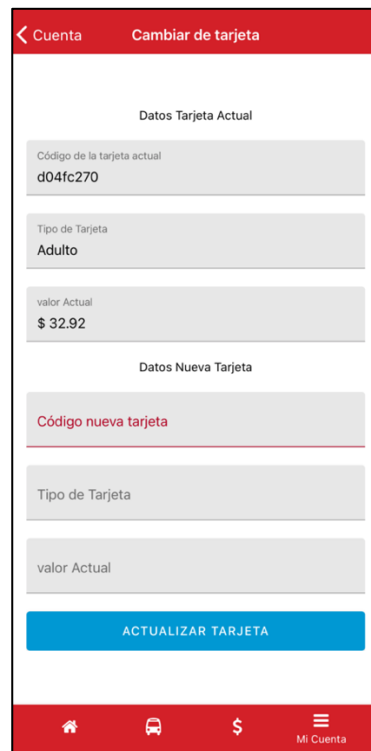 Cuenta
Cambiar de tarjeta
Datos Tarjeta Actual
Código de la tarjeta actual
d04fc270
Tipo de Tarjeta
Adulto
valor Actual
$ 32.92
Datos Nueva Tarjeta
Código nueva tarjeta
Tipo de Tarjeta
valor Actual
ACTUALIZAR TARJETA
$
Mi Cuenta